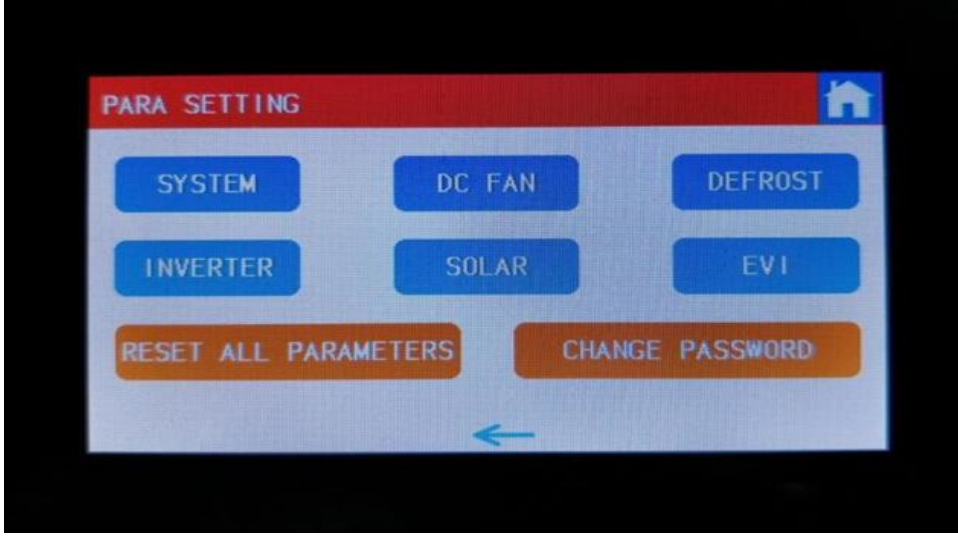 PARA SETTING
SYSTEM DC FAN DEFROST
INVERTER SOLAR EVI
RESET ALL PARAMETERS CHANGE PASSWORD